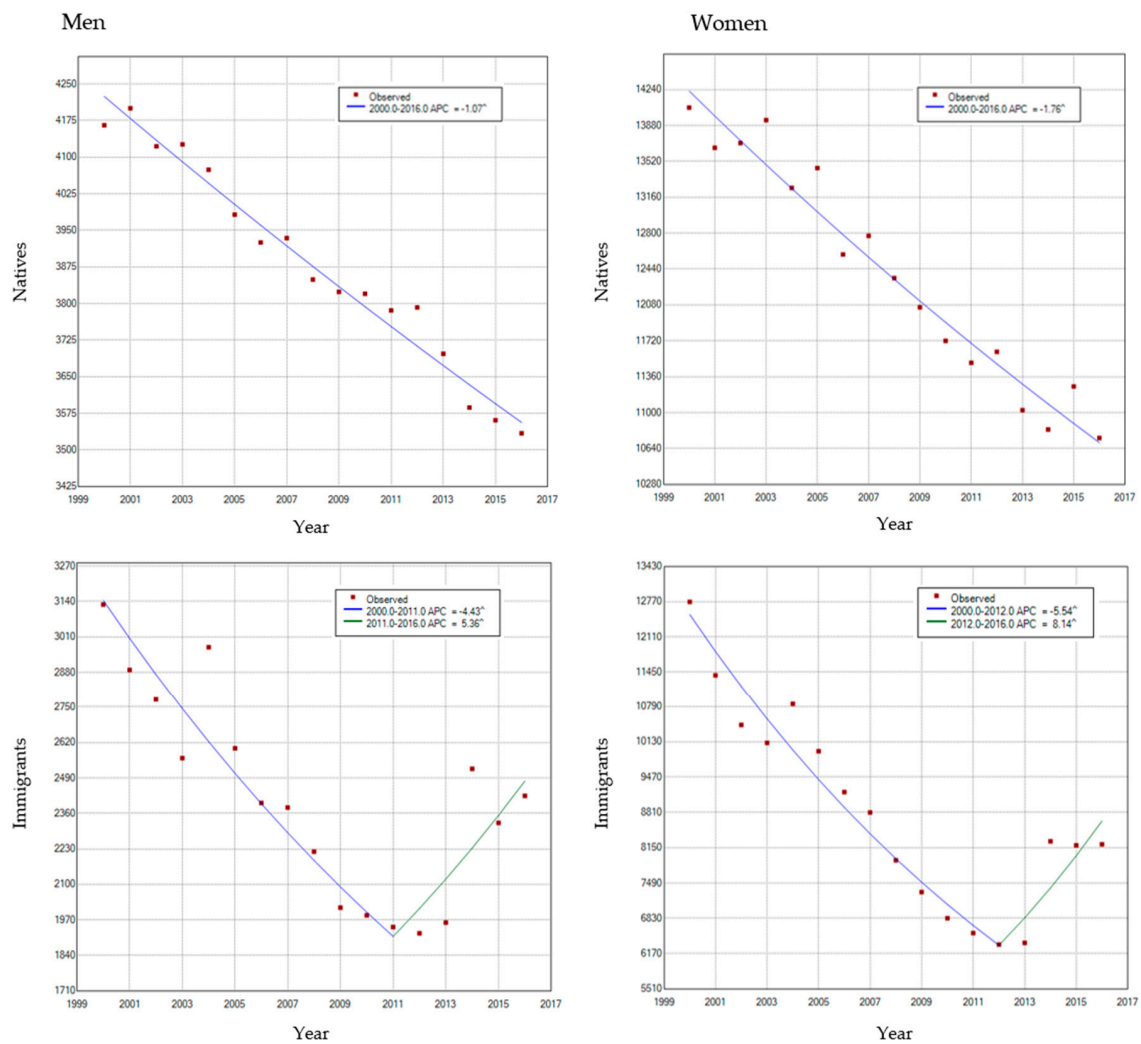 Men
Women
Natives
4250
4175
4100
4025
3950
3875
3800
3725
3650
3575
3500
3425
Observed
2000.0-2016.0 APC = -1.07^
1999 2001 2003 2005 2007 2009 2011 2013 2015 2017
Year
Natives
14240
13880
13520
13160
12800
12440
12080
11720
11360
11000
10640
10280
Observed
2000.0-2016.0 APC = -1.76^
1999 2001 2003 2005 2007 2009 2011 2013 2015 2017
Year
Immigrants
3270
3140
3010
2880
2750
2620
2490
2360
2230
2100
1970
1840
1710
Observed
2000.0-2011.0 APC = -4.43^
2011.0-2016.0 APC = 5.36^
1999 2001 2003 2005 2007 2009 2011 2013 2015 2017
Year
Immigrants
13430
12770
12110
11450
10790
10130
9470
8810
8150
7490
6830
6170
5510
Observed
2000.0-2012.0 APC = -5.54^
2012.0-2016.0 APC = 8.14^
1999 2001 2003 2005 2007 2009 2011 2013 2015 2017
Year